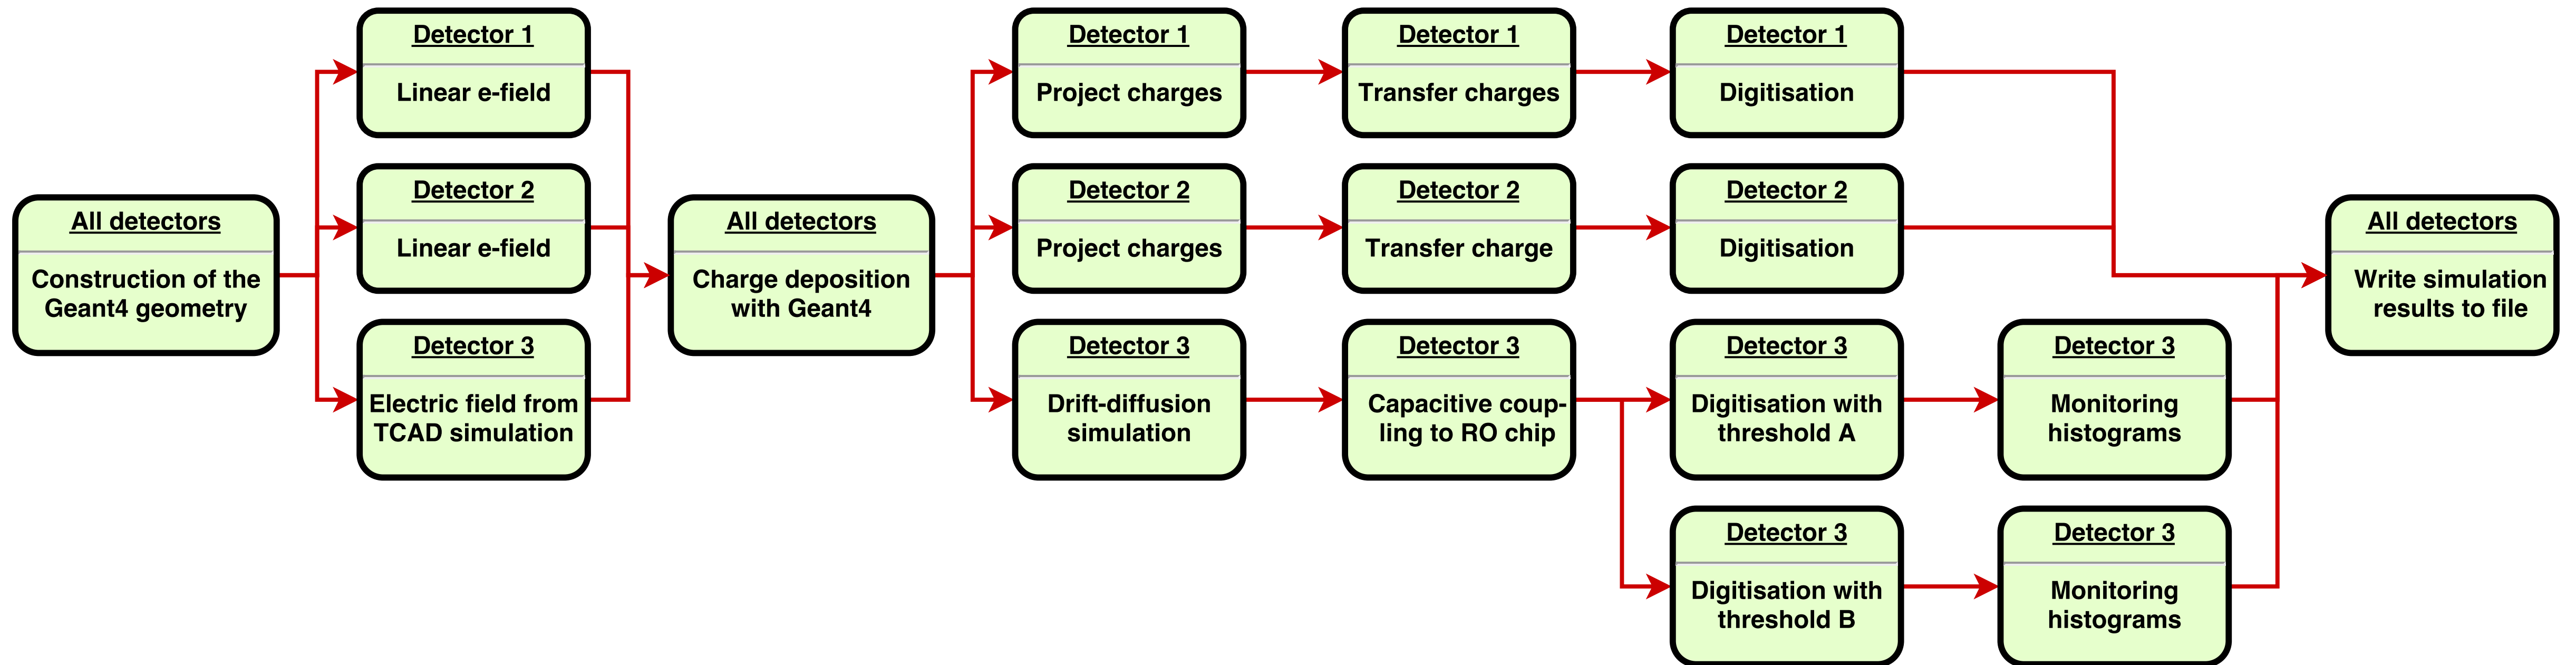 All detectors
Construction of the
Geant4 geometry
Detector 1
Linear e-field
Detector 2
Linear e-field
Detector 3
Electric field from
TCAD simulation
All detectors
Charge deposition
with Geant4
Detector 1
Project charges
Detector 1
Transfer charges
Detector 1
Digitisation
Detector 2
Project charges
Detector 2
Transfer charge
Detector 2
Digitisation
Detector 3
Drift-diffusion
simulation
Detector 3
Capacitive coup-
ling to RO chip
Detector 3
Digitisation with
threshold A
Detector 3
Monitoring
histograms
Detector 3
Digitisation with
threshold B
Detector 3
Monitoring
histograms
All detectors
Write simulation
results to file